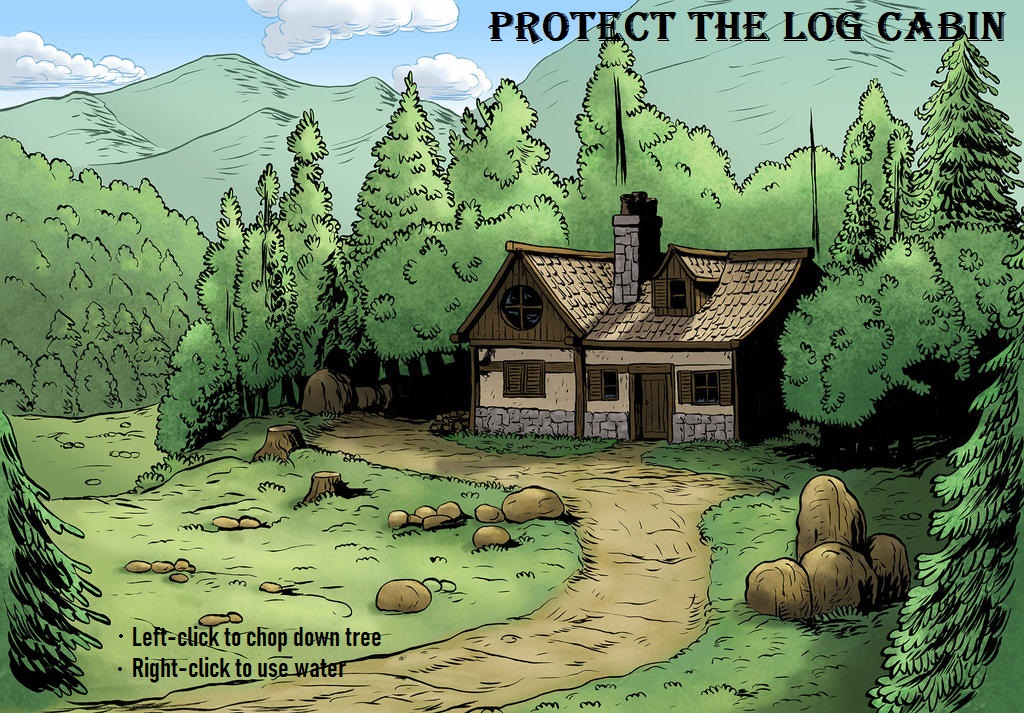 PROTECT THE LOG CABIN
· Left-click to chop down tree
· Right-click to use water